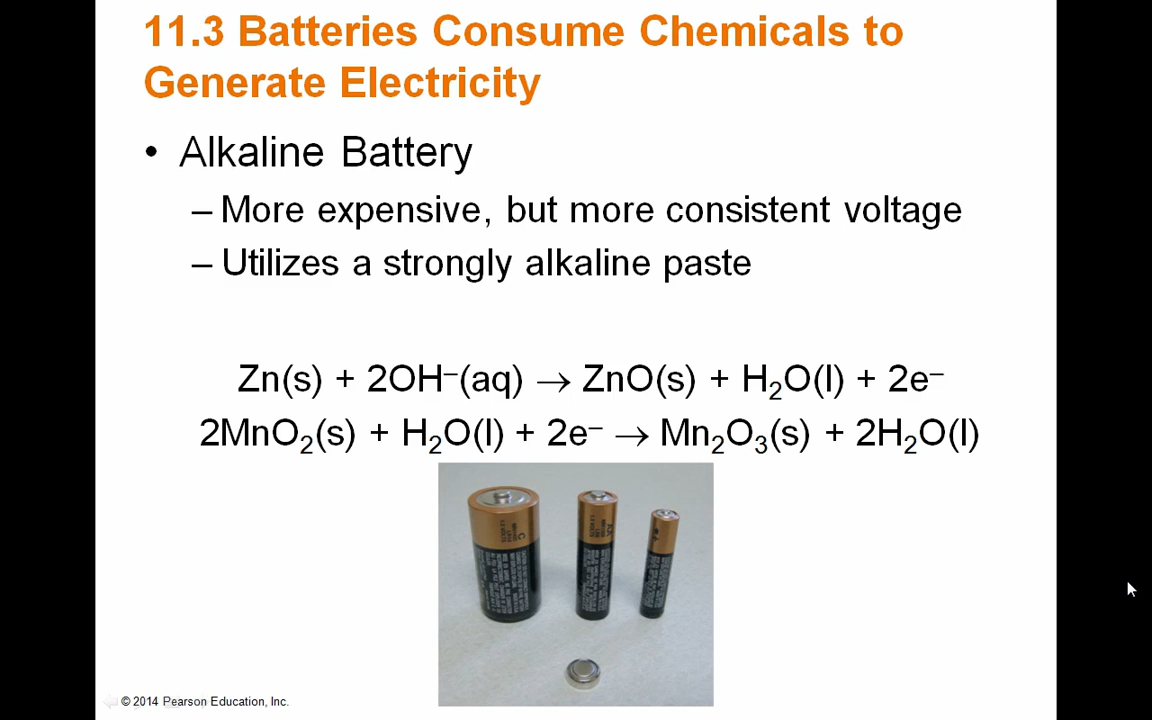 11.3 Batteries Consume Chemicals to
Generate Electricity
• Alkaline Battery
– More expensive, but more consistent voltage
– Utilizes a strongly alkaline paste
Zn(s) + 2OH⁻(aq) → ZnO(s) + H₂O(l) + 2e⁻
2MnO₂(s) + H₂O(l) + 2e⁻ → Mn₂O₃(s) + 2H₂O(l)
© 2014 Pearson Education, Inc.